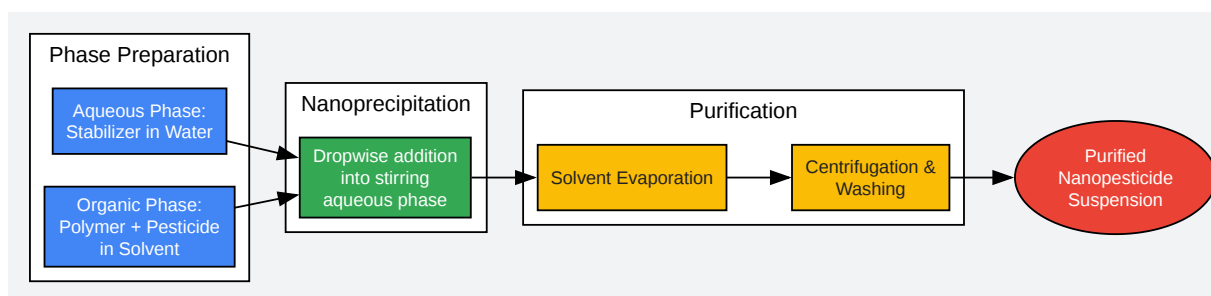 Phase Preparation
Aqueous Phase:
Stabilizer in Water
Organic Phase:
Polymer + Pesticide
in Solvent
Nanoprecipitation
Dropwise addition
into stirring
aqueous phase
Purification
Solvent Evaporation
Centrifugation &
Washing
Purified
Nanopesticide
Suspension